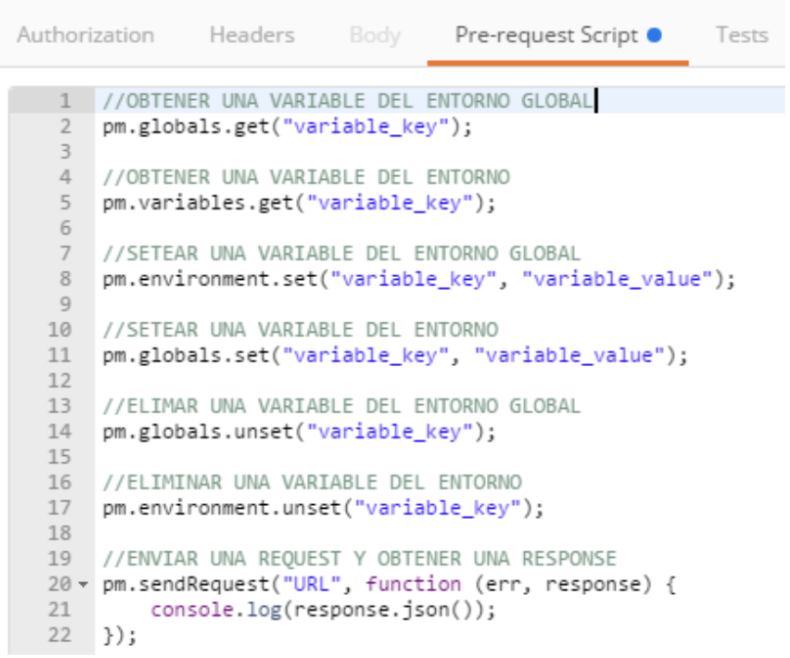 Authorization Headers Body Pre-request Script Tests
1 //OBTENER UNA VARIABLE DEL ENTORNO GLOBAL
2 pm.globals.get("variable_key");
3
4 //OBTENER UNA VARIABLE DEL ENTORNO
5 pm.variables.get("variable_key");
6
7 //SETEAR UNA VARIABLE DEL ENTORNO GLOBAL
8 pm.environment.set("variable_key", "variable_value");
9
10 //SETEAR UNA VARIABLE DEL ENTORNO
11 pm.globals.set("variable_key", "variable_value");
12
13 //ELIMAR UNA VARIABLE DEL ENTORNO GLOBAL
14 pm.globals.unset("variable_key");
15
16 //ELIMINAR UNA VARIABLE DEL ENTORNO
17 pm.environment.unset("variable_key");
18
19 //ENVIAR UNA REQUEST Y OBTENER UNA RESPONSE
20 pm.sendRequest("URL", function (err, response) {
21     console.log(response.json());
22 });